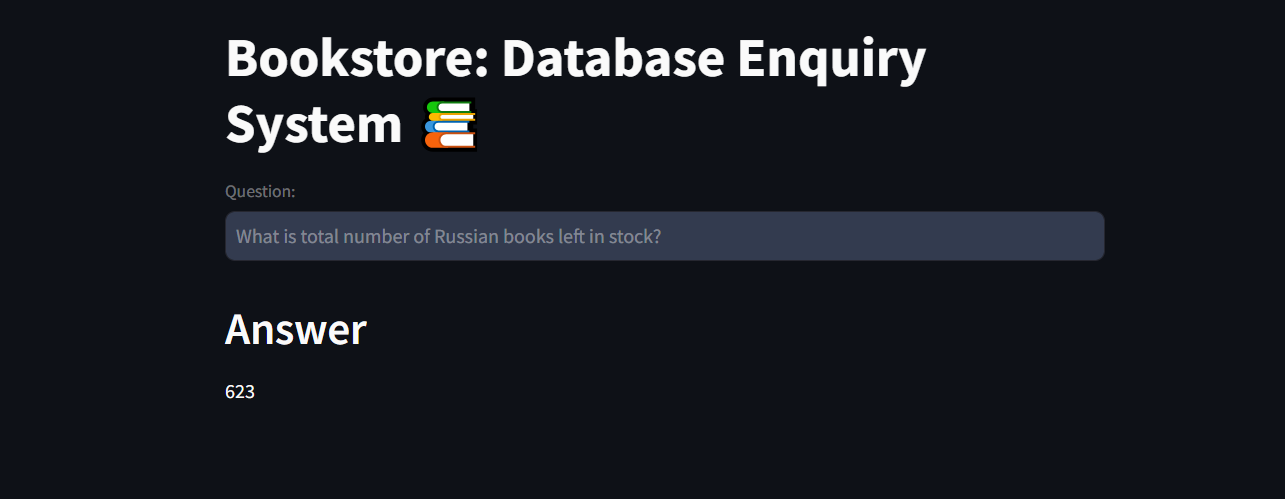 Bookstore: Database Enquiry
System 📚
Question:
What is total number of Russian books left in stock?
Answer
623